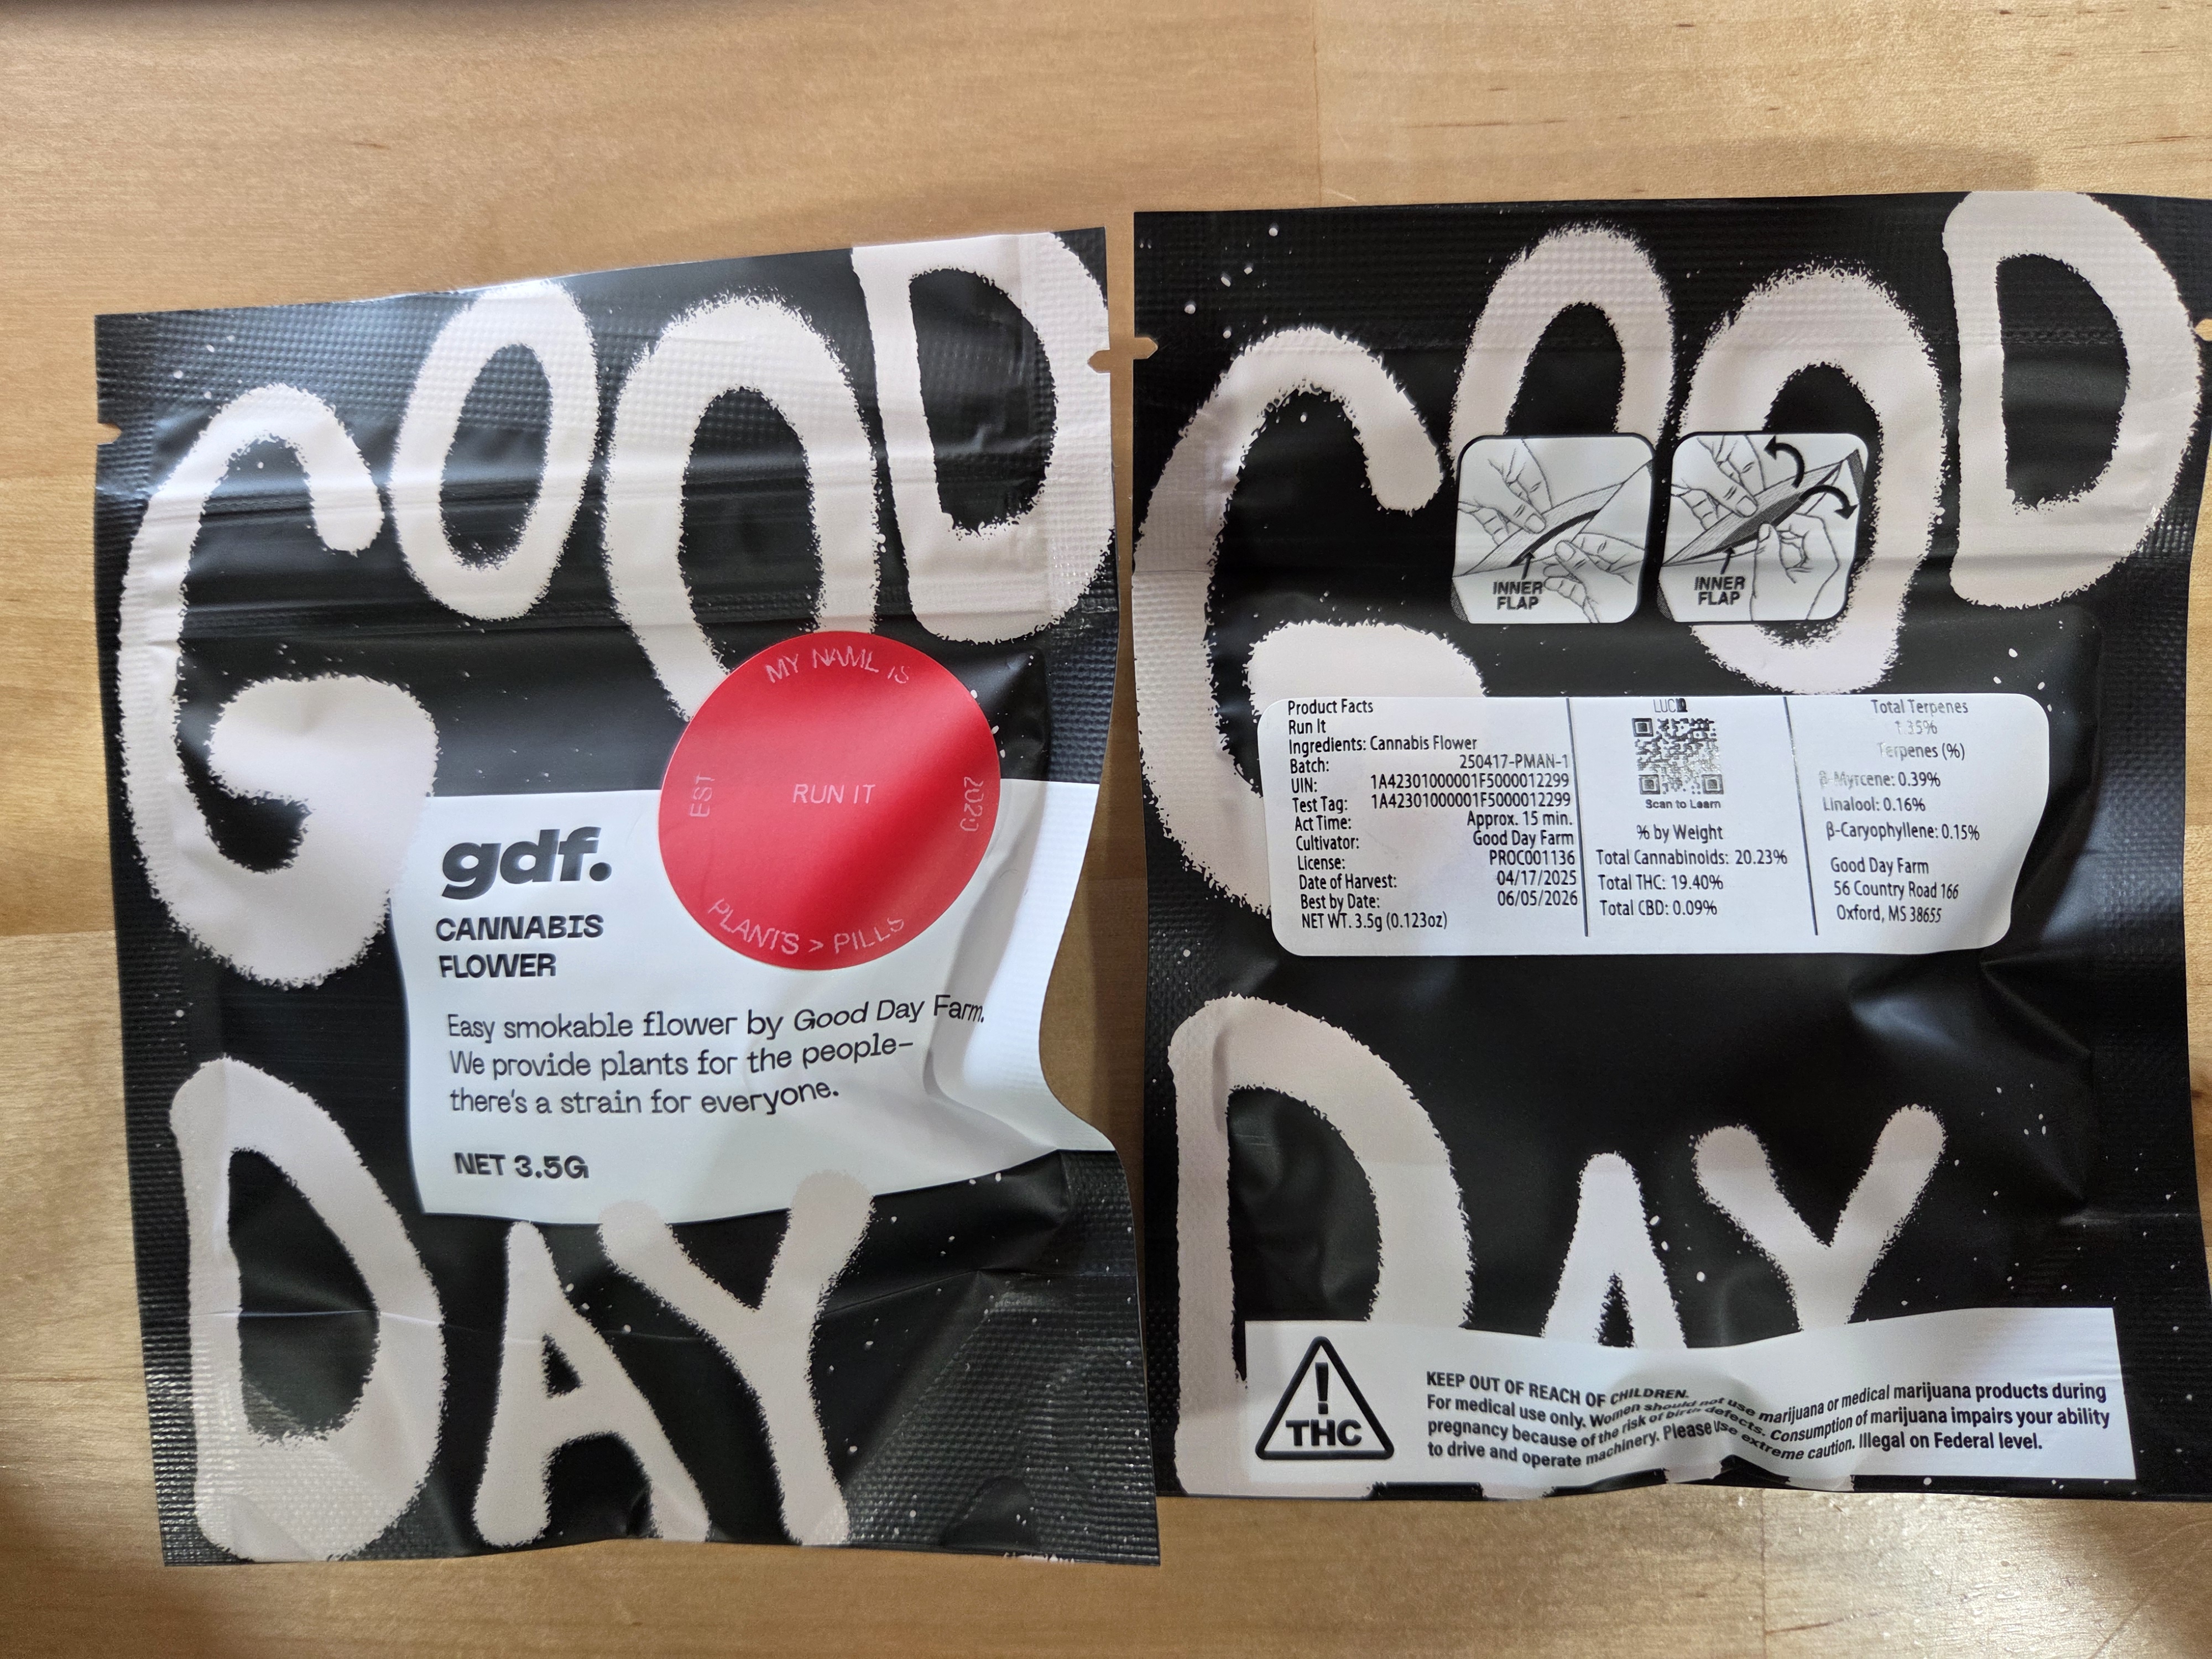 GOOD
MY NAME IS
EST
RUN IT
2020
PLANTS > PILLS
gdf.
CANNABIS
FLOWER
Easy smokable flower by Good Day Farm.
We provide plants for the people–
there's a strain for everyone.
NET 3.5G
DAY
GOOD
INNER
FLAP
INNER
FLAP
Product Facts
Run It
Ingredients: Cannabis Flower
Batch: 250417-PMAN-1
UIN: 1A42301000001F5000012299
Test Tag: 1A42301000001F5000012299
Act Time: Approx. 15 min.
Cultivator: Good Day Farm
License: PROC001136
Date of Harvest: 04/17/2025
Best by Date: 06/05/2026
NET WT. 3.5g (0.123oz)
LUCID
Scan to Learn
% by Weight
Total Cannabinoids: 20.23%
Total THC: 19.40%
Total CBD: 0.09%
Total Terpenes
1.35%
Terpenes (%)
β-Myrcene: 0.39%
Linalool: 0.16%
β-Caryophyllene: 0.15%
Good Day Farm
56 Country Road 166
Oxford, MS 38655
DAY
THC
KEEP OUT OF REACH OF CHILDREN.
For medical use only. Women should not use marijuana or medical marijuana products during
pregnancy because of the risk of birth defects. Consumption of marijuana impairs your ability
to drive and operate machinery. Please use extreme caution. Illegal on Federal level.